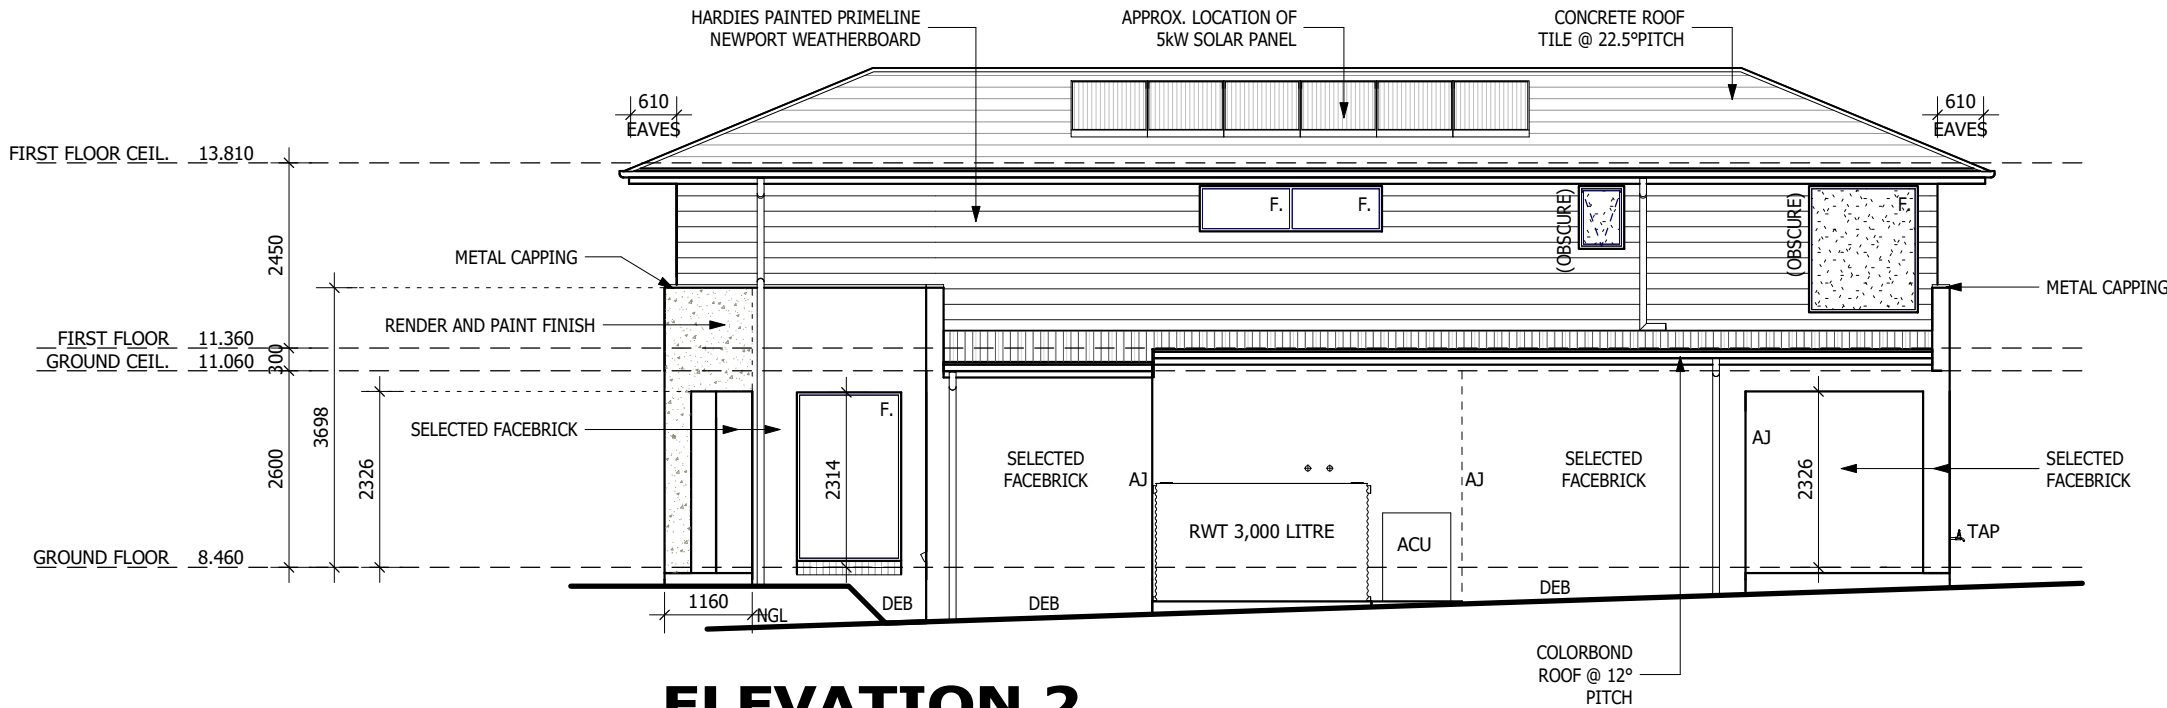 HARDIES PAINTED PRIMELINE
NEWPORT WEATHERBOARD
APPROX. LOCATION OF
5kW SOLAR PANEL
CONCRETE ROOF
TILE @ 22.5°PITCH
610
EAVES
610
EAVES
FIRST FLOOR CEIL. 13.810
F.
F.
(OBSCURE)
(OBSCURE)
F.
2450
METAL CAPPING
METAL CAPPING
RENDER AND PAINT FINISH
FIRST FLOOR 11.360
GROUND CEIL. 11.060
300
3698
2600
2326
SELECTED FACEBRICK
F.
2314
SELECTED
FACEBRICK
AJ
AJ
SELECTED
FACEBRICK
AJ
2326
SELECTED
FACEBRICK
RWT 3,000 LITRE
ACU
TAP
GROUND FLOOR 8.460
1160
NGL
DEB
DEB
DEB
COLORBOND
ROOF @ 12°
PITCH
ELEVATION 2